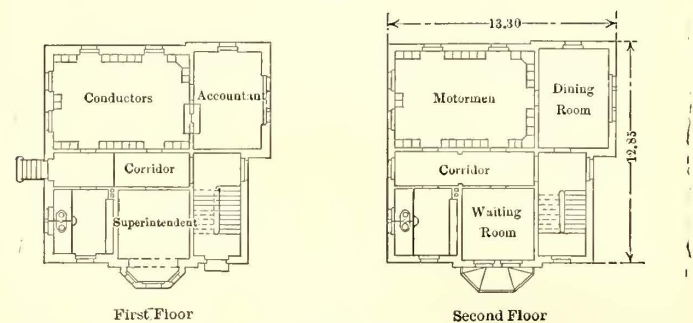 Conductors
Accountant
Corridor
Superintendent
First Floor
13.30
Motormen
Dining
Room
12.85
Corridor
Waiting
Room
Second Floor